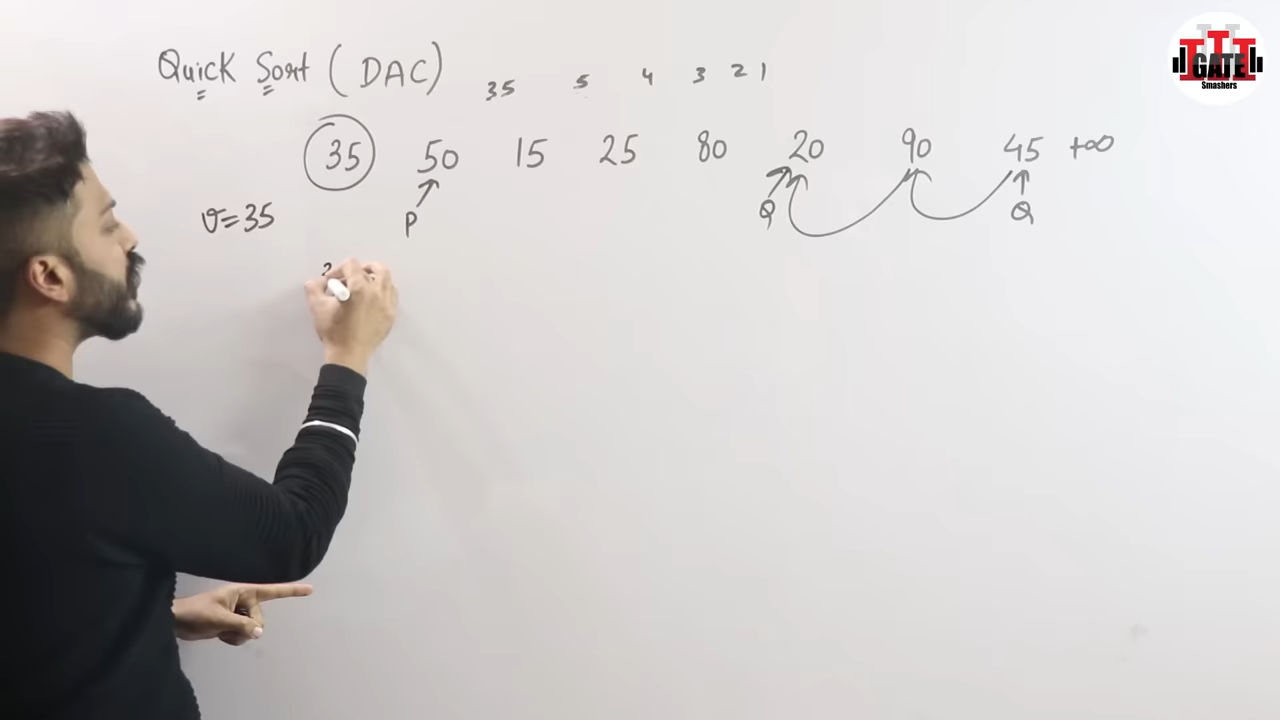 Quick Sort (DAC)
35 5 4 3 2 1
35 50 15 25 80 20 90 45 +∞
v=35 P Q Q
GATE
Smashers